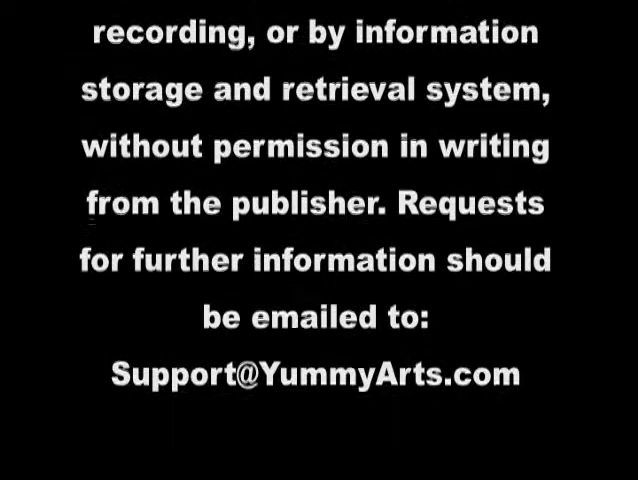 recording, or by information
storage and retrieval system,
without permission in writing
from the publisher. Requests
for further information should
be emailed to:
Support@YummyArts.com